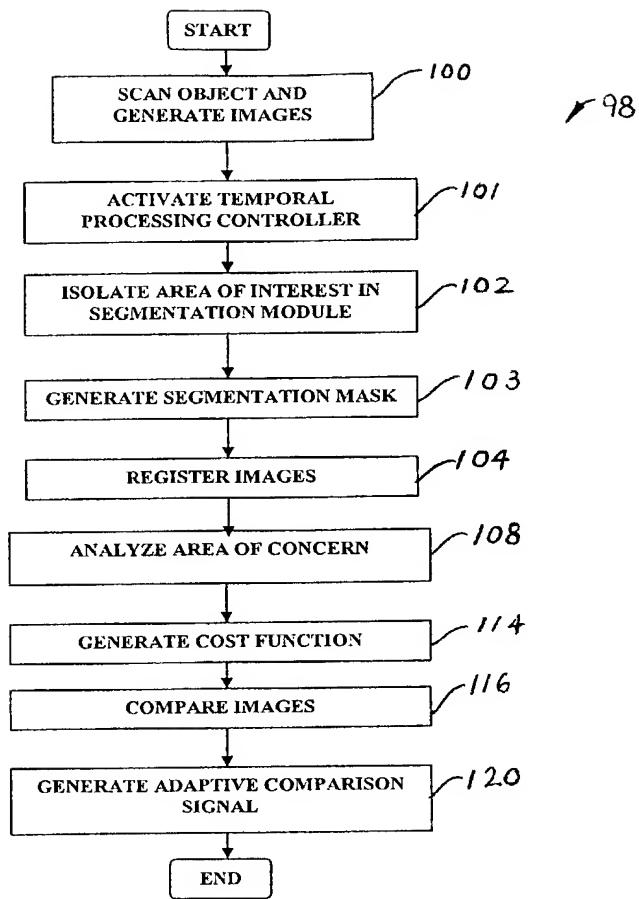 START
SCAN OBJECT AND
GENERATE IMAGES
100
98
ACTIVATE TEMPORAL
PROCESSING CONTROLLER
101
ISOLATE AREA OF INTEREST IN
SEGMENTATION MODULE
102
GENERATE SEGMENTATION MASK
103
REGISTER IMAGES
104
ANALYZE AREA OF CONCERN
108
GENERATE COST FUNCTION
114
COMPARE IMAGES
116
GENERATE ADAPTIVE COMPARISON
SIGNAL
120
END